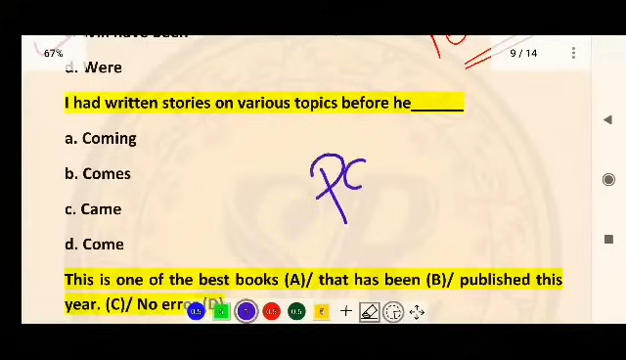 67%
9 / 14
d. Were
I had written stories on various topics before he______
a. Coming
b. Comes
PC
c. Came
d. Come
This is one of the best books (A)/ that has been (B)/ published this
year. (C)/ No error (D)